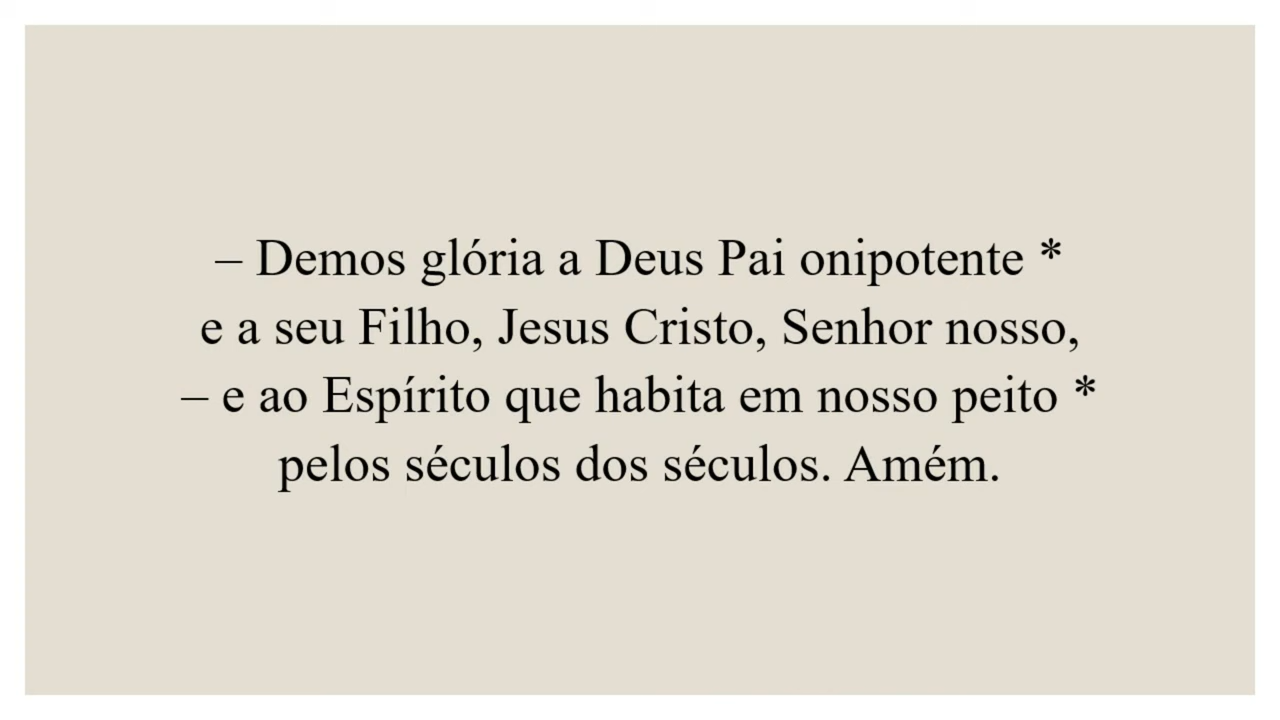 – Demos glória a Deus Pai onipotente *
e a seu Filho, Jesus Cristo, Senhor nosso,
– e ao Espírito que habita em nosso peito *
pelos séculos dos séculos. Amém.